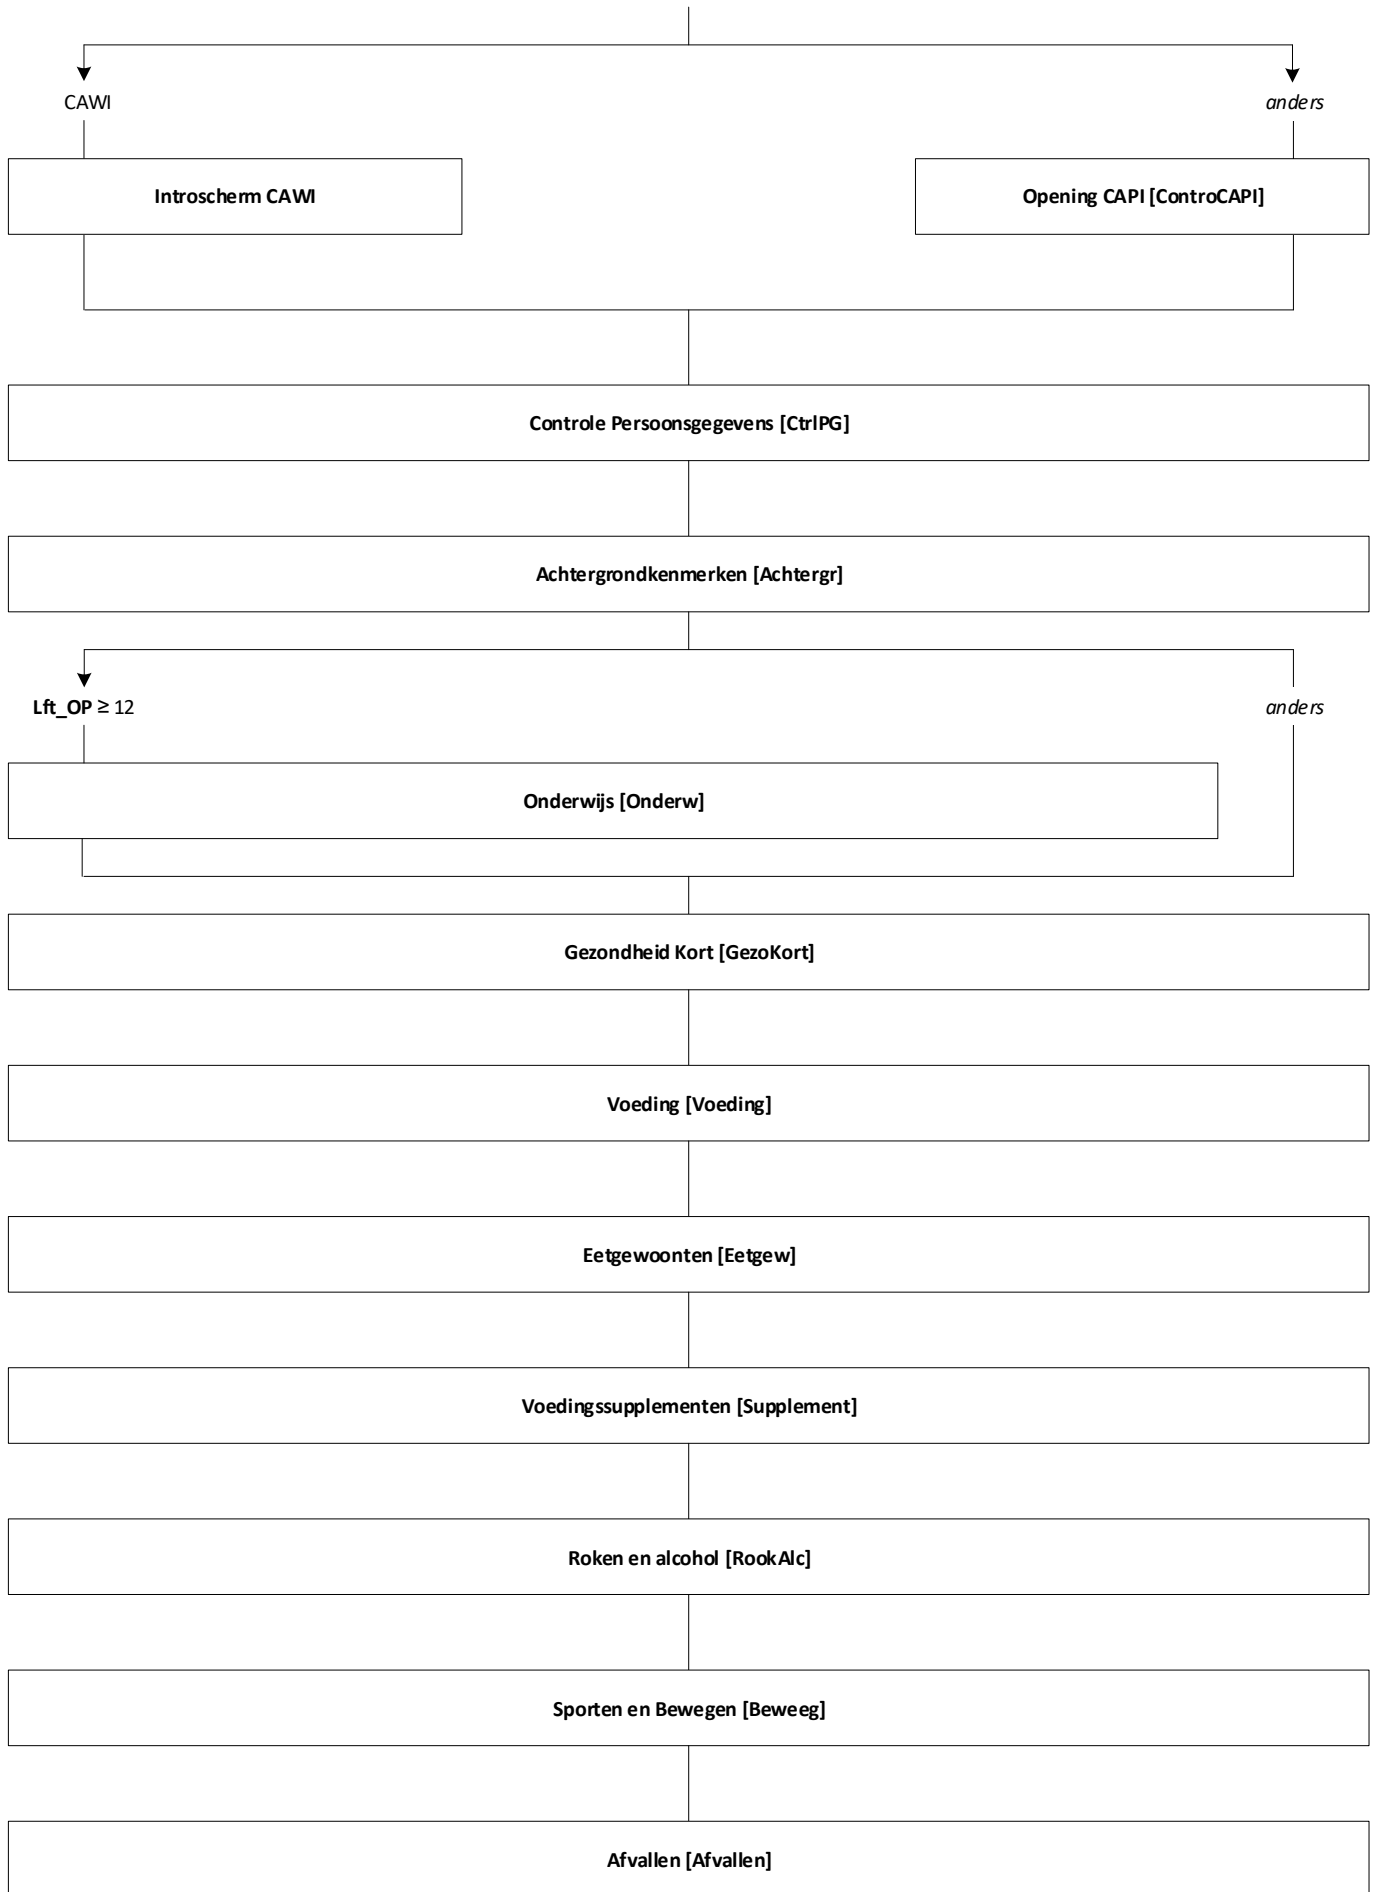 CAWI
anders
Introscherm CAWI
Opening CAPI [ControCAPI]
Controle Persoonsgegevens [CtrlPG]
Achtergrondkenmerken [Achtergr]
Lft_OP ≥ 12
anders
Onderwijs [Onderw]
Gezondheid Kort [GezoKort]
Voeding [Voeding]
Eetgewoonten [Eetgew]
Voedingssupplementen [Supplement]
Roken en alcohol [RookAlc]
Sporten en Bewegen [Beweeg]
Afvallen [Afvallen]